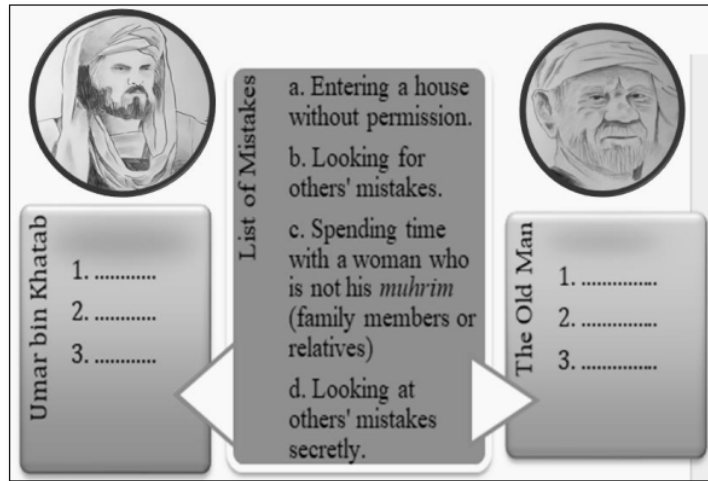 Umar bin Khatab
1. ............
2. ............
3. ............
List of Mistakes
a. Entering a house
without permission.
b. Looking for
others' mistakes.
c. Spending time
with a woman who
is not his muhrim
(family members or
relatives)
d. Looking at
others' mistakes
secretly.
The Old Man
1. ..............
2. ..............
3. ..............